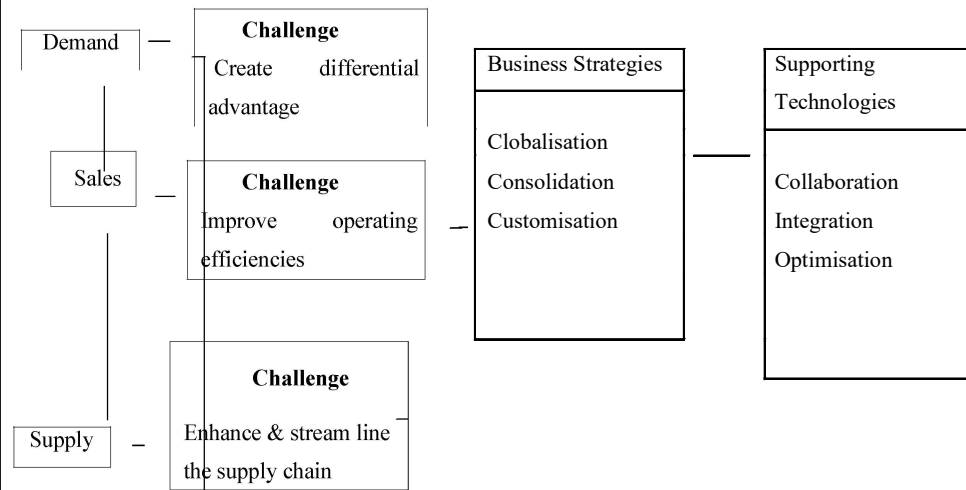 Demand
Challenge
Create differential
advantage
Sales
Challenge
Improve operating
efficiencies
Supply
Challenge
Enhance & stream line
the supply chain
Business Strategies
Clobalisation
Consolidation
Customisation
Supporting
Technologies
Collaboration
Integration
Optimisation